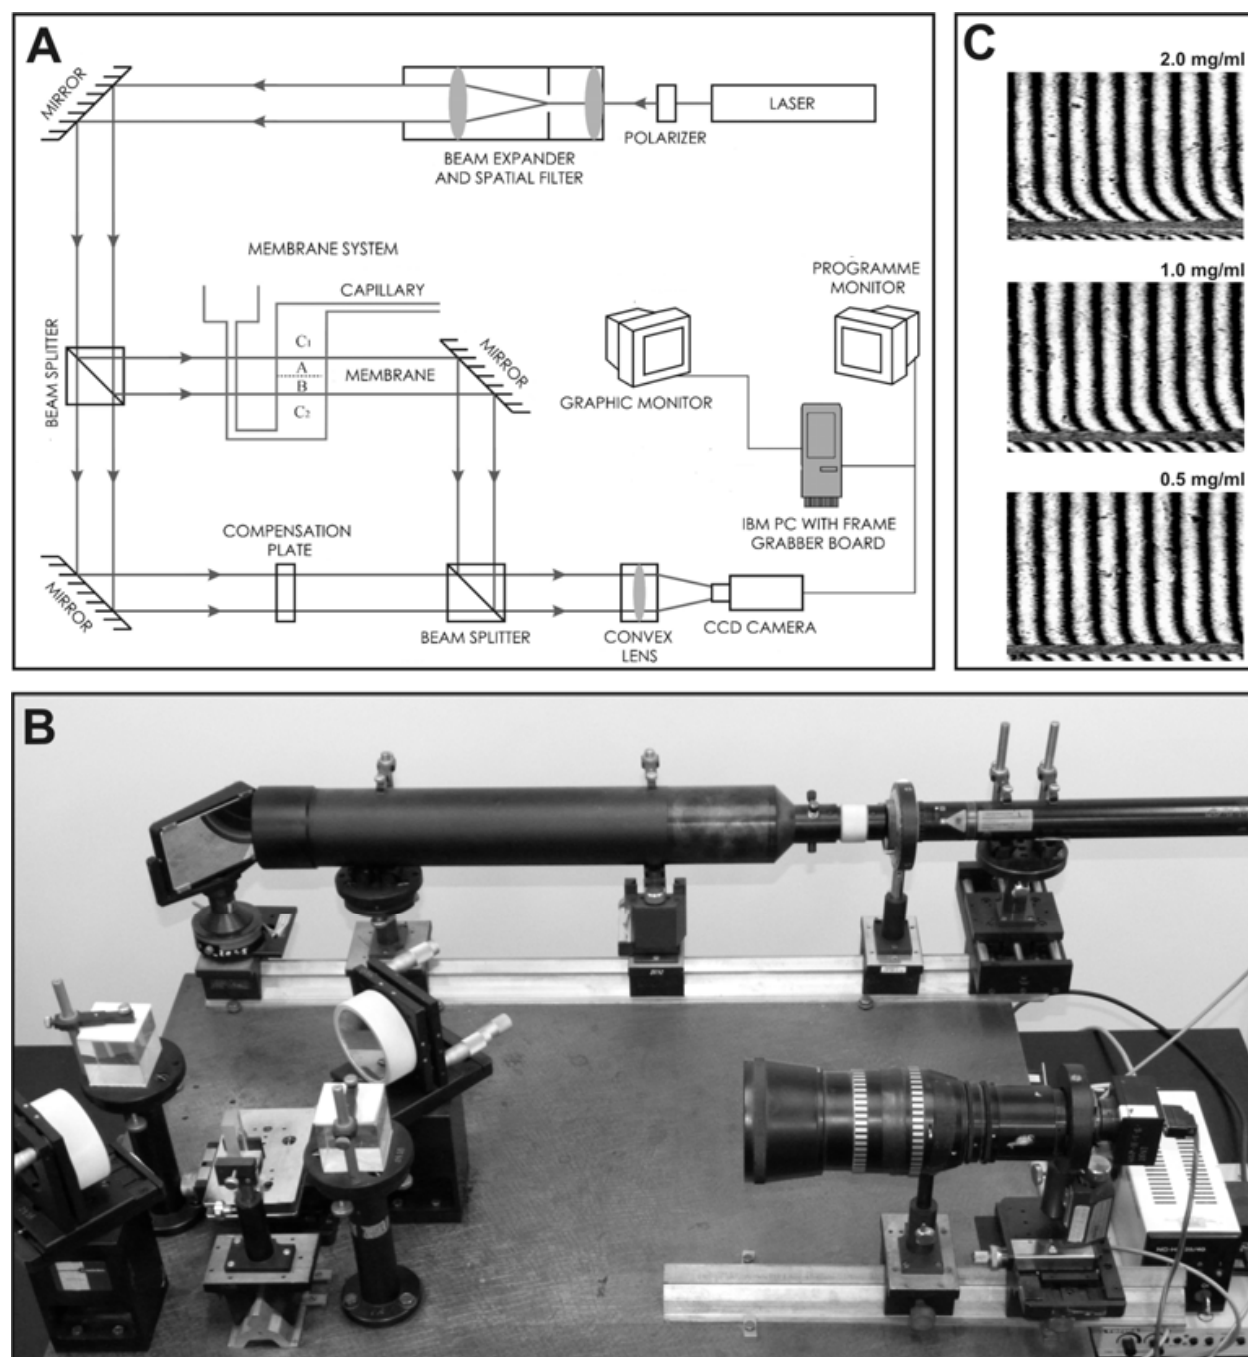 A
MIRROR
BEAM EXPANDER
AND SPATIAL FILTER
POLARIZER
LASER
MEMBRANE SYSTEM
CAPILLARY
C1
A
B
C2
MEMBRANE
MIRROR
BEAM SPLITTER
GRAPHIC MONITOR
PROGRAMME
MONITOR
IBM PC WITH FRAME
GRABBER BOARD
COMPENSATION
PLATE
MIRROR
BEAM SPLITTER
CONVEX
LENS
CCD CAMERA
C
2.0 mg/ml
1.0 mg/ml
0.5 mg/ml
B